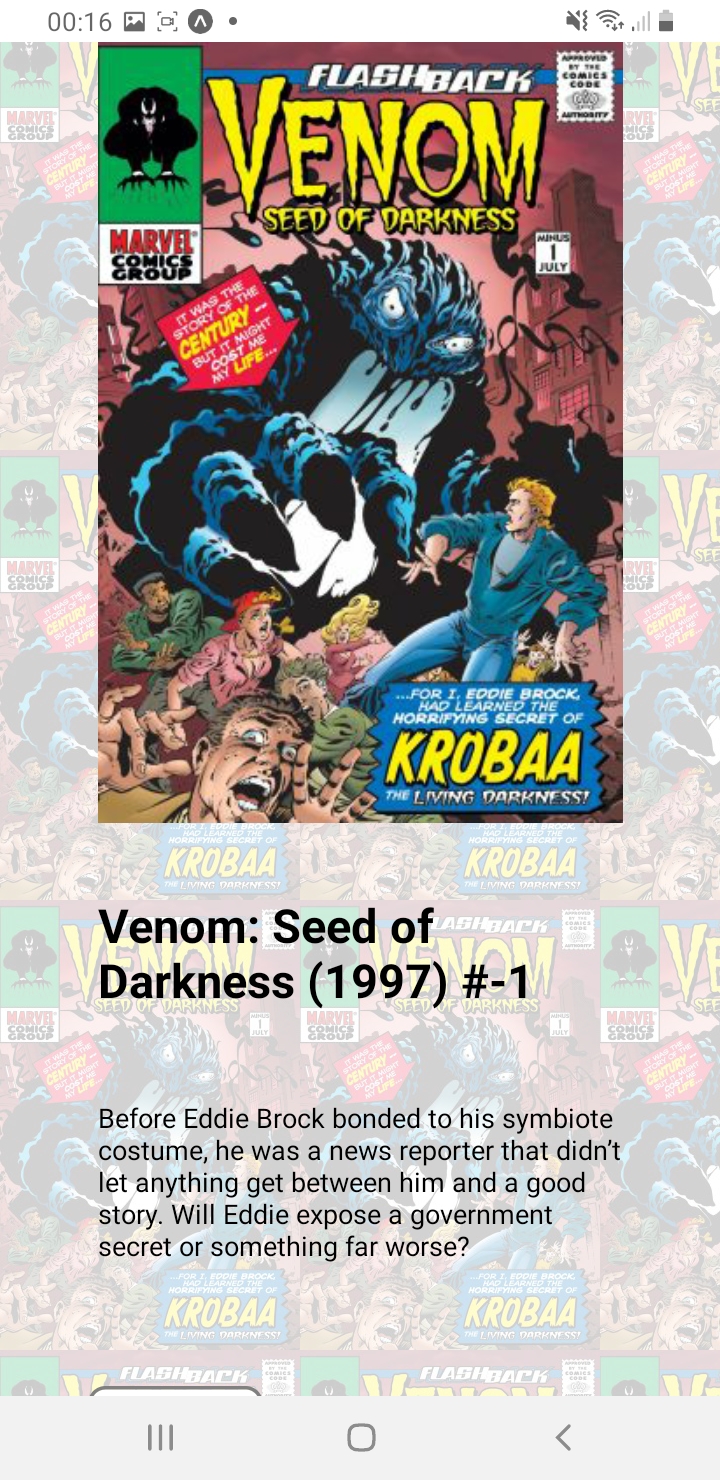 00:16
FLASHBACK
VENOM
SEED OF DARKNESS
APPROVED
BY THE
COMICS
CODE
AUTHORITY
MARVEL
COMICS
GROUP
MINUS
1
JULY
IT WAS THE
STORY OF THE
CENTURY --
BUT IT MIGHT
COST ME
MY LIFE...
...FOR I, EDDIE BROCK,
HAD LEARNED THE
HORRIFYING SECRET OF
KROBAA
THE LIVING DARKNESS!
Venom: Seed of
Darkness (1997) #-1
Before Eddie Brock bonded to his symbiote
costume, he was a news reporter that didn’t
let anything get between him and a good
story. Will Eddie expose a government
secret or something far worse?